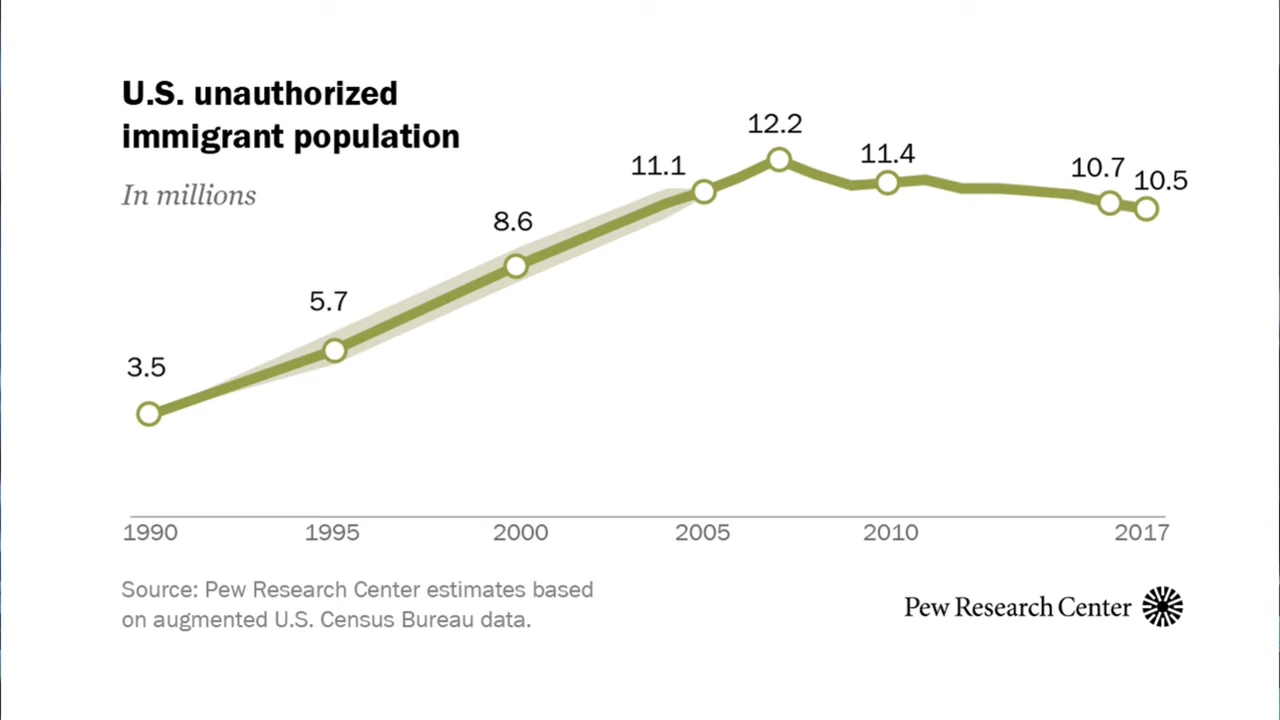 U.S. unauthorized
immigrant population
In millions
3.5
5.7
8.6
11.1
12.2
11.4
10.7
10.5
1990 1995 2000 2005 2010 2017
Source: Pew Research Center estimates based
on augmented U.S. Census Bureau data.
Pew Research Center